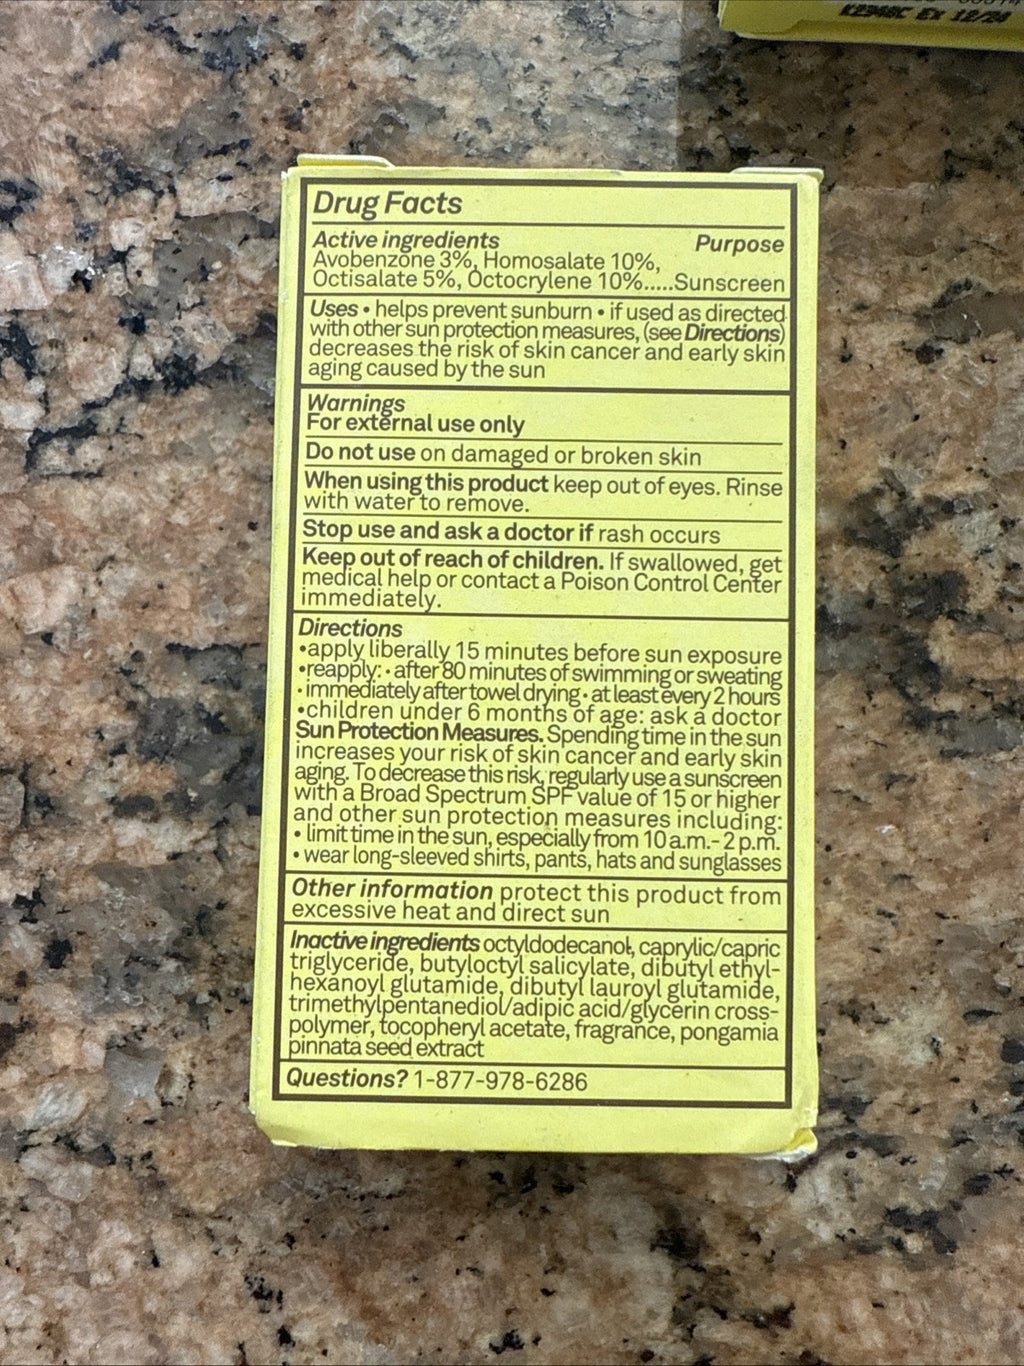 K2348C Ex 12/24
Drug Facts
Active ingredients Purpose
Avobenzone 3%, Homosalate 10%,
Octisalate 5%, Octocrylene 10%.....Sunscreen
Uses • helps prevent sunburn • if used as directed
with other sun protection measures, (see Directions)
decreases the risk of skin cancer and early skin
aging caused by the sun
Warnings
For external use only
Do not use on damaged or broken skin
When using this product keep out of eyes. Rinse
with water to remove.
Stop use and ask a doctor if rash occurs
Keep out of reach of children. If swallowed, get
medical help or contact a Poison Control Center
immediately.
Directions
•apply liberally 15 minutes before sun exposure
•reapply: • after 80 minutes of swimming or sweating
• immediately after towel drying • at least every 2 hours
•children under 6 months of age: ask a doctor
Sun Protection Measures. Spending time in the sun
increases your risk of skin cancer and early skin
aging. To decrease this risk, regularly use a sunscreen
with a Broad Spectrum SPF value of 15 or higher
and other sun protection measures including:
• limit time in the sun, especially from 10 a.m.- 2 p.m.
• wear long-sleeved shirts, pants, hats and sunglasses
Other information protect this product from
excessive heat and direct sun
Inactive ingredients octyldodecanol, caprylic/capric
triglyceride, butyloctyl salicylate, dibutyl ethyl-
hexanoyl glutamide, dibutyl lauroyl glutamide,
trimethylpentanediol/adipic acid/glycerin cross-
polymer, tocopheryl acetate, fragrance, pongamia
pinnata seed extract
Questions? 1-877-978-6286